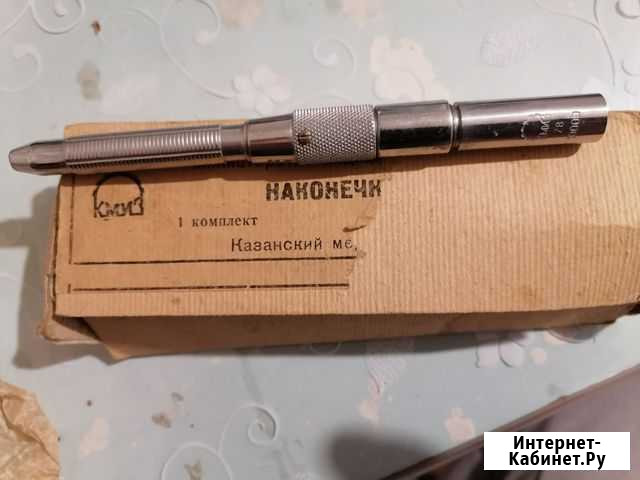 НАКОНЕЧН
КМИЗ
1 комплект
Казанский ме
Интернет-
Кабинет.Ру